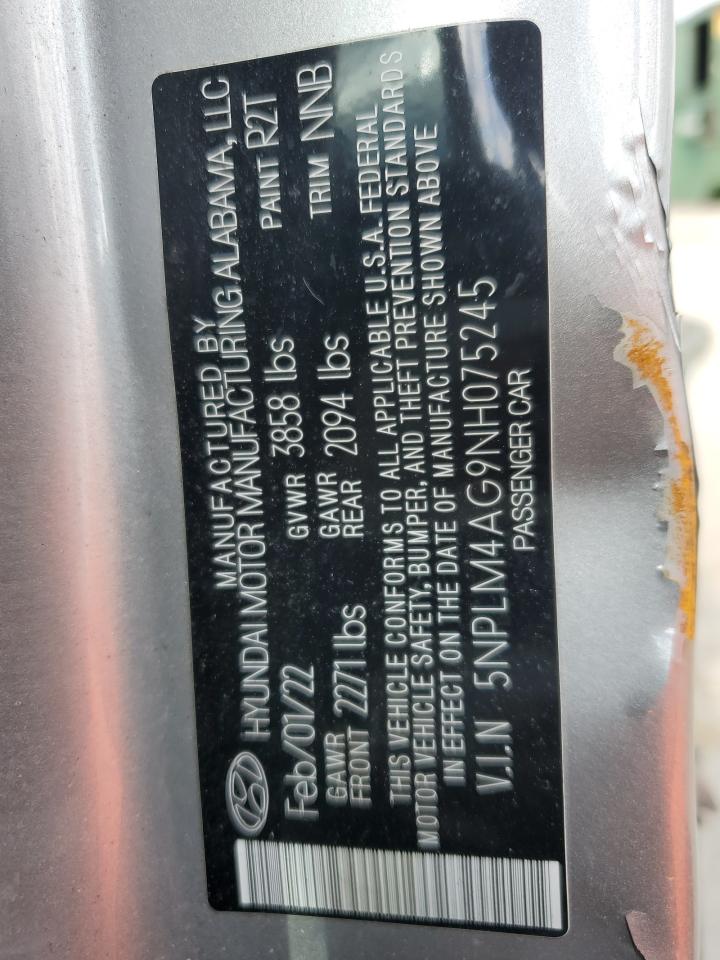 MANUFACTURED BY
HYUNDAI MOTOR MANUFACTURING ALABAMA, LLC
Feb/01/22 GVWR 3858 lbs PAINT R2T
GAWR FRONT 2271 lbs GAWR REAR 2094 lbs TRIM NNB
THIS VEHICLE CONFORMS TO ALL APPLICABLE U.S.A. FEDERAL
MOTOR VEHICLE SAFETY, BUMPER, AND THEFT PREVENTION STANDARDS
IN EFFECT ON THE DATE OF MANUFACTURE SHOWN ABOVE
V.I.N 5NPLM4AG9NH075245
PASSENGER CAR